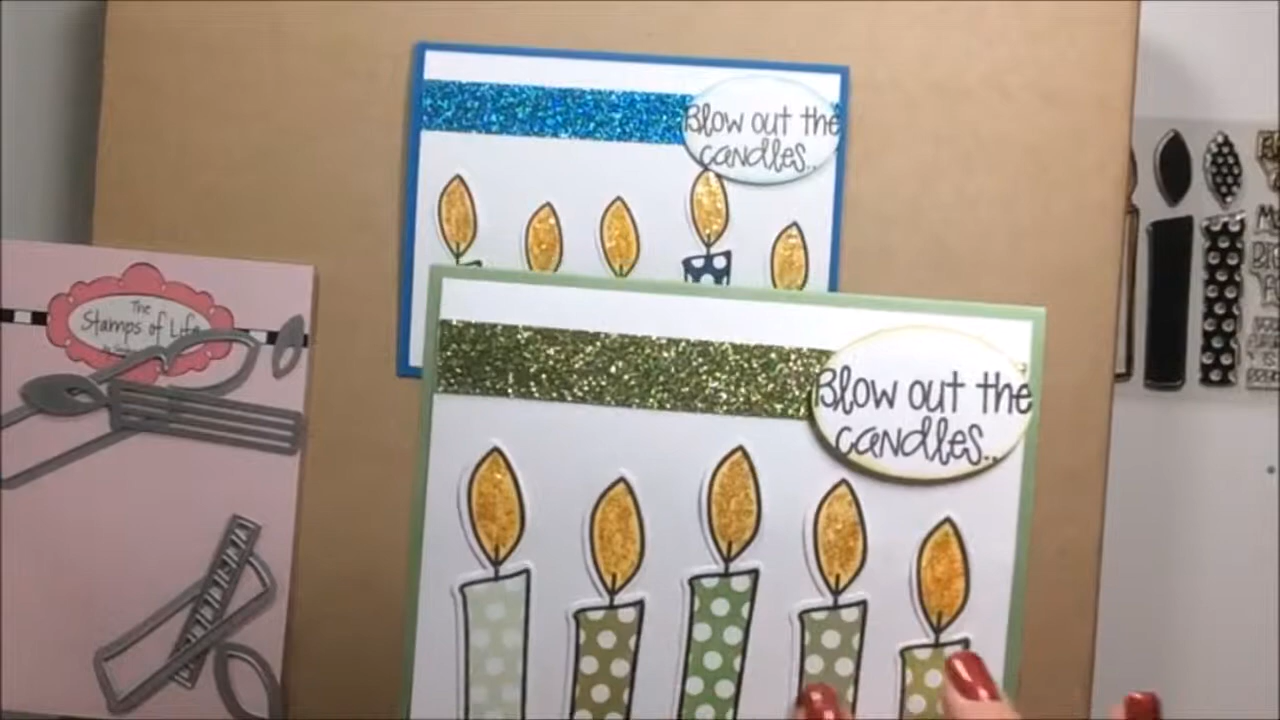 Blow out the
candles..
The
Stamps of Life
Blow out the
candles..